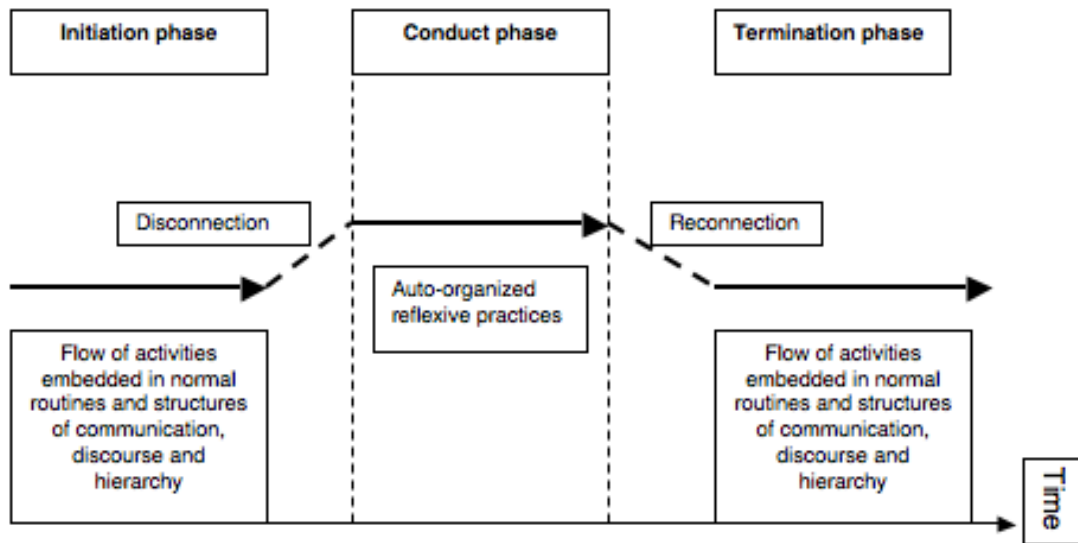 Initiation phase
Conduct phase
Termination phase
Disconnection
Reconnection
Auto-organized
reflexive practices
Flow of activities
embedded in normal
routines and structures
of communication,
discourse and
hierarchy
Flow of activities
embedded in normal
routines and structures
of communication,
discourse and
hierarchy
Time